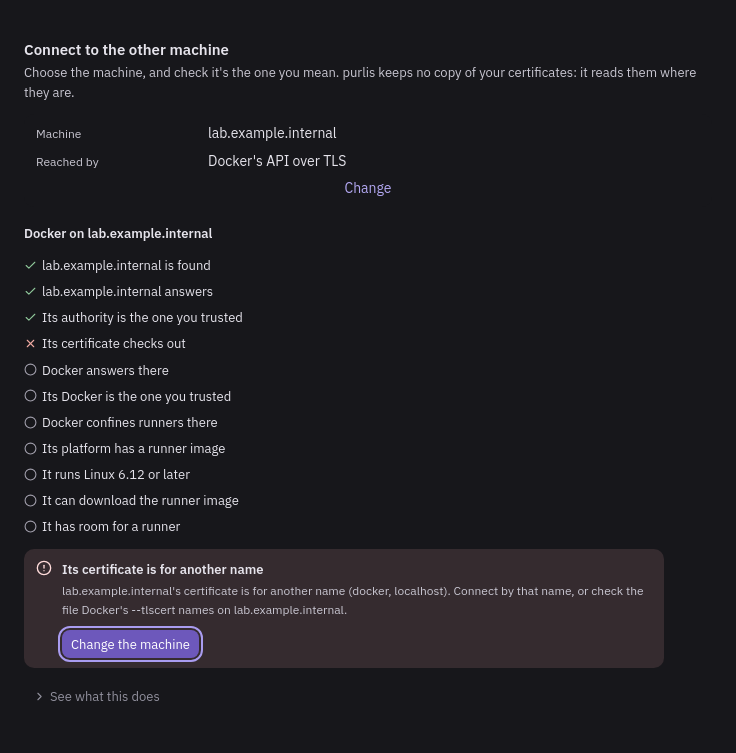 Connect to the other machine
Choose the machine, and check it's the one you mean. purlis keeps no copy of your certificates: it reads them where
they are.
Machine lab.example.internal
Reached by Docker's API over TLS
Change
Docker on lab.example.internal
lab.example.internal is found
lab.example.internal answers
Its authority is the one you trusted
Its certificate checks out
Docker answers there
Its Docker is the one you trusted
Docker confines runners there
Its platform has a runner image
It runs Linux 6.12 or later
It can download the runner image
It has room for a runner
Its certificate is for another name
lab.example.internal's certificate is for another name (docker, localhost). Connect by that name, or check the
file Docker's --tlscert names on lab.example.internal.
Change the machine
See what this does